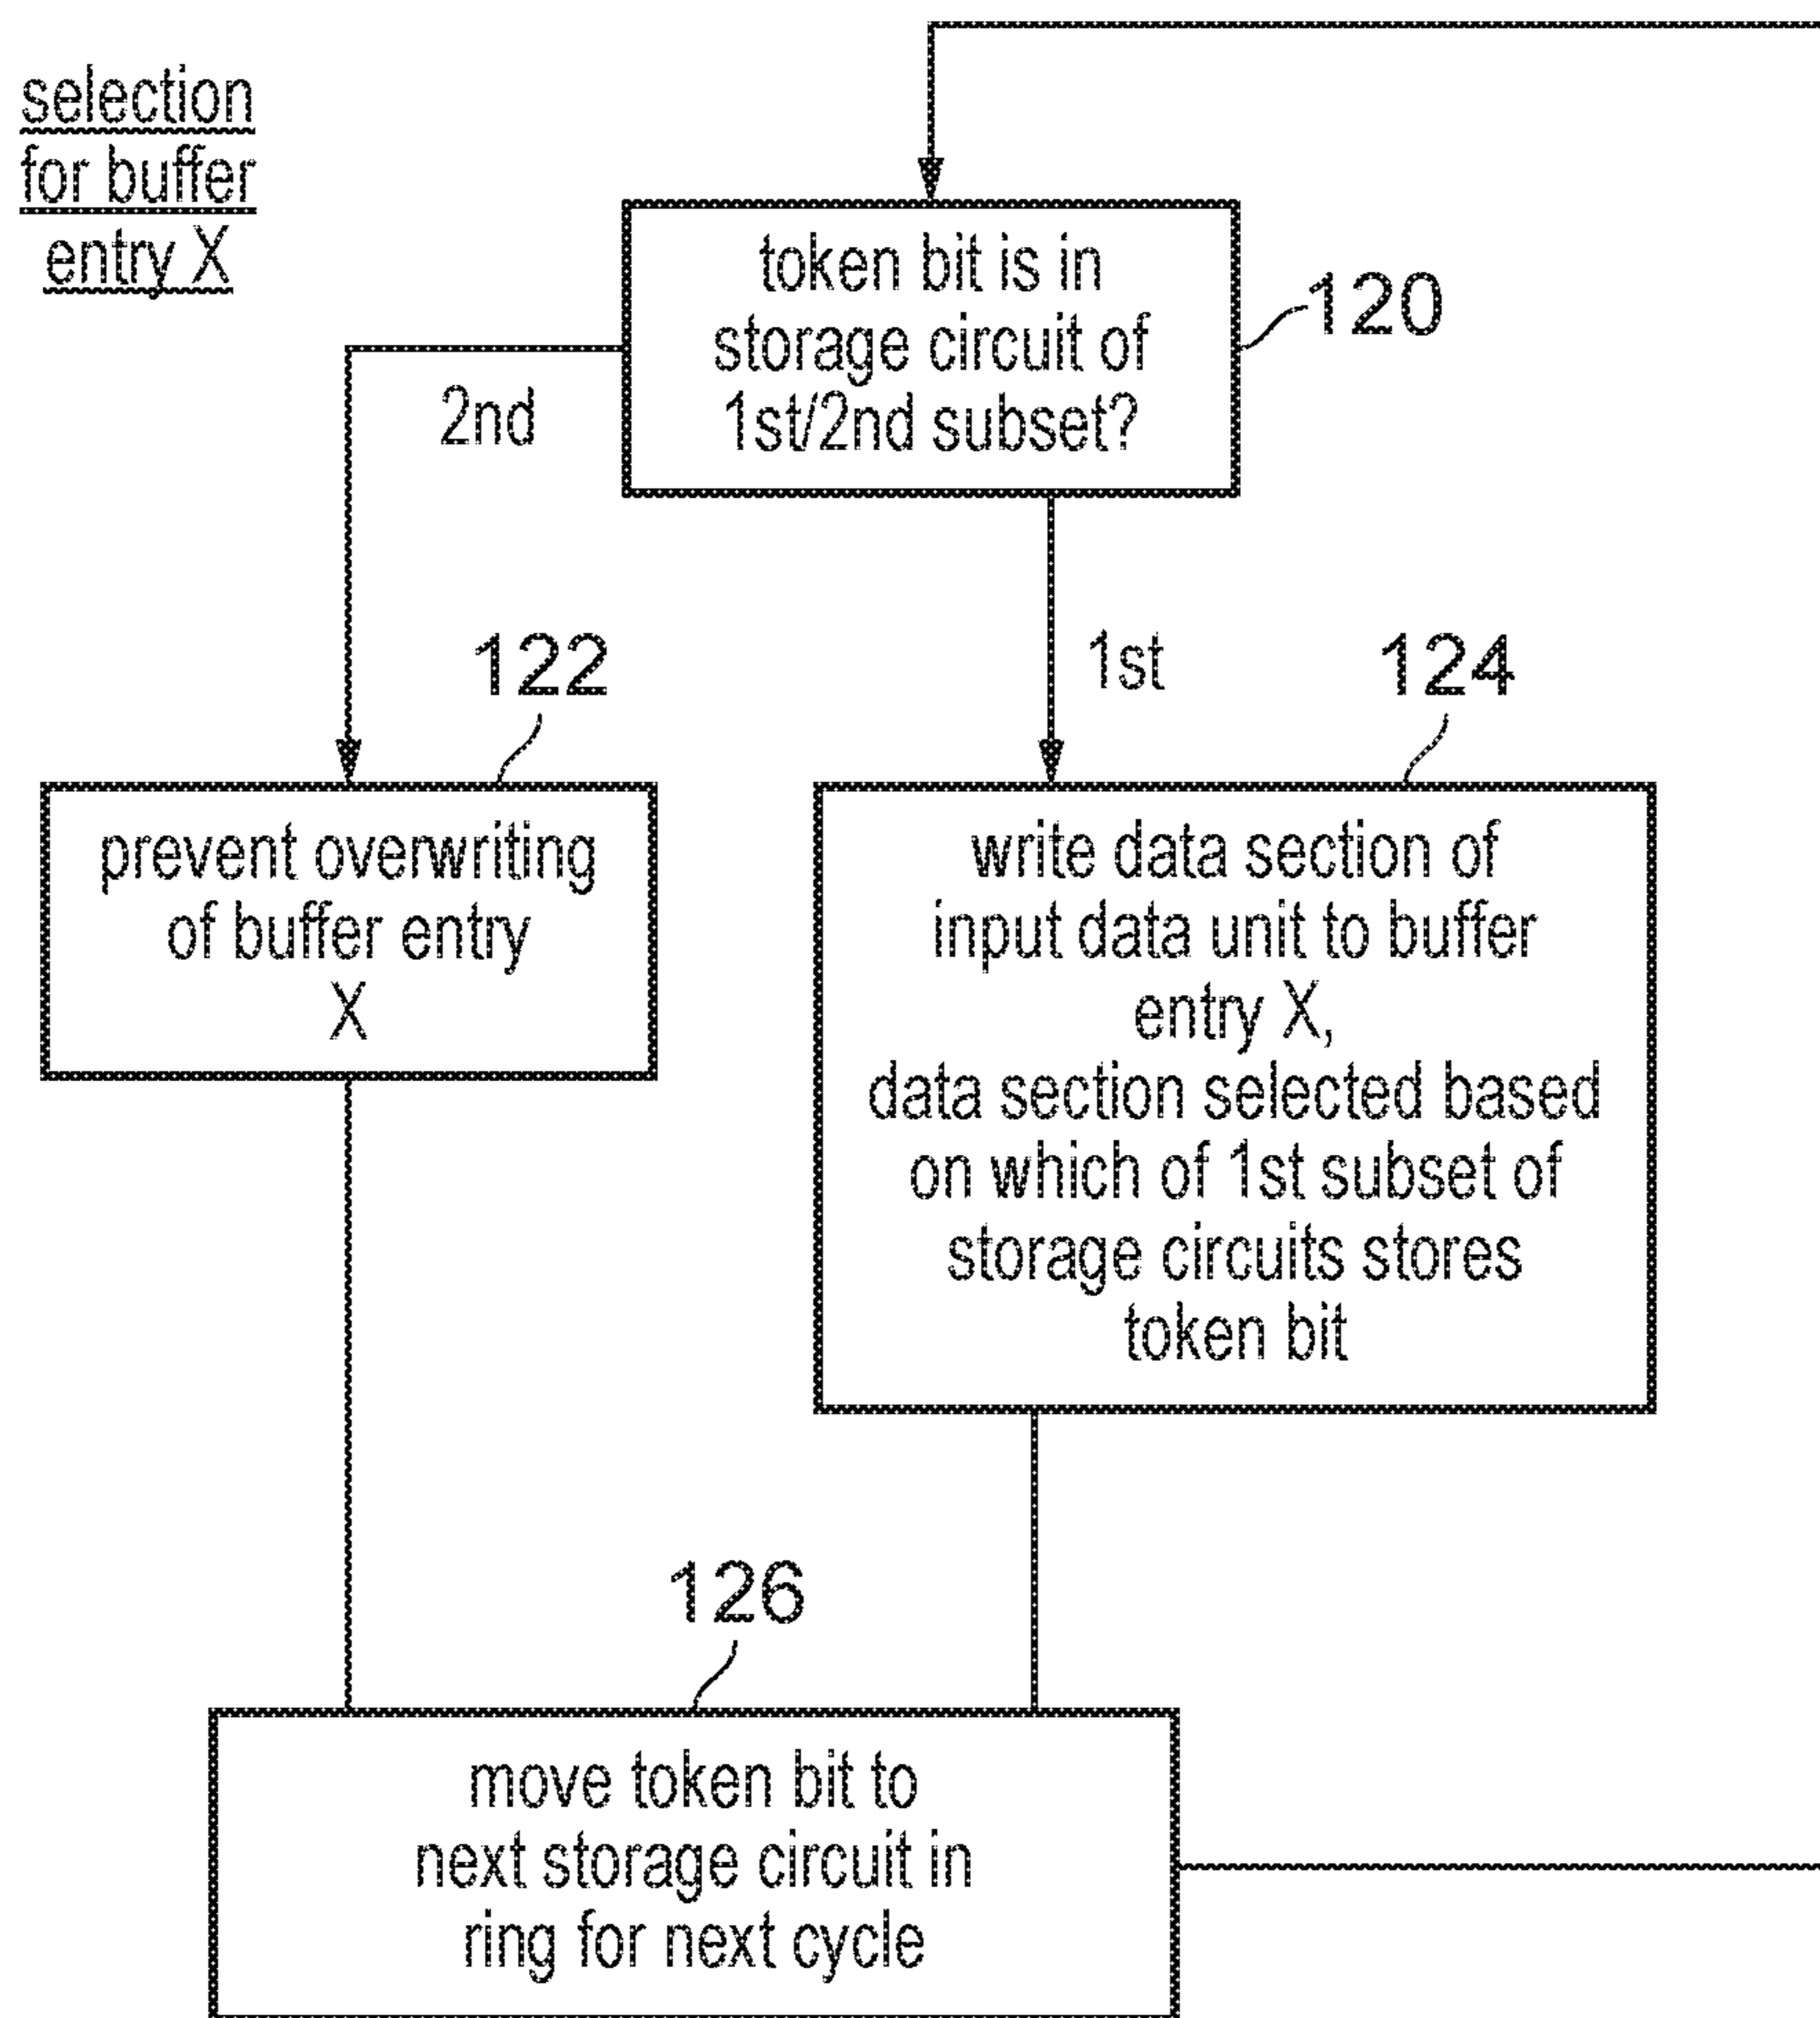 selection
for buffer
entry X
token bit is in
storage circuit of
1st/2nd subset?
120
2nd
1st
122
124
prevent overwriting
of buffer entry
X
write data section of
input data unit to buffer
entry X,
data section selected based
on which of 1st subset of
storage circuits stores
token bit
126
move token bit to
next storage circuit in
ring for next cycle